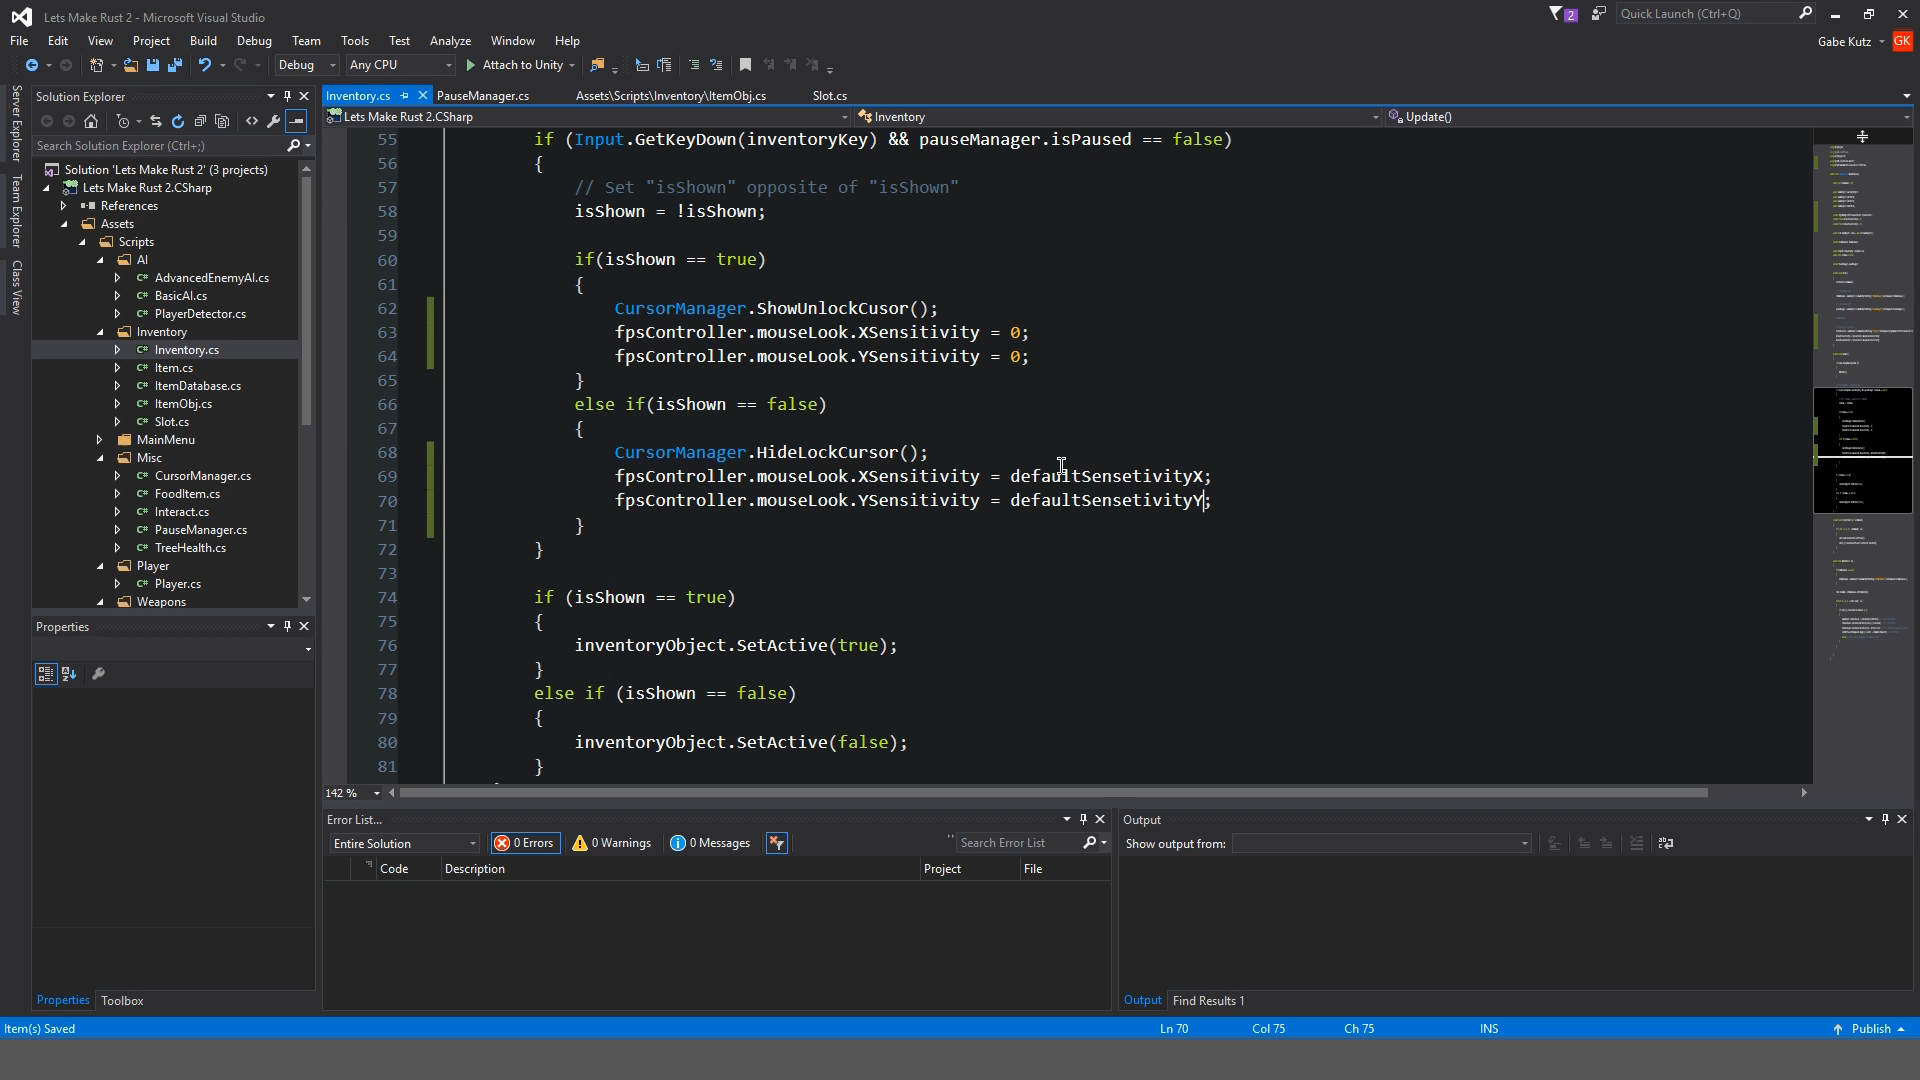 Lets Make Rust 2 - Microsoft Visual Studio
2
Quick Launch (Ctrl+Q)
File Edit View Project Build Debug Team Tools Test Analyze Window Help
Gabe Kutz GK
Debug Any CPU Attach to Unity
Server Explorer
Team Explorer
Class View
Solution Explorer
Search Solution Explorer (Ctrl+;)
Solution 'Lets Make Rust 2' (3 projects)
Lets Make Rust 2.CSharp
References
Assets
Scripts
AI
C# AdvancedEnemyAI.cs
C# BasicAI.cs
C# PlayerDetector.cs
Inventory
C# Inventory.cs
C# Item.cs
C# ItemDatabase.cs
C# ItemObj.cs
C# Slot.cs
MainMenu
Misc
C# CursorManager.cs
C# FoodItem.cs
C# Interact.cs
C# PauseManager.cs
C# TreeHealth.cs
Player
C# Player.cs
Weapons
Properties
Properties Toolbox
Inventory.cs PauseManager.cs Assets\Scripts\Inventory\ItemObj.cs Slot.cs
Lets Make Rust 2.CSharp Inventory Update()
55 if (Input.GetKeyDown(inventoryKey) && pauseManager.isPaused == false)
56 {
57 // Set "isShown" opposite of "isShown"
58 isShown = !isShown;
59
60 if(isShown == true)
61 {
62 CursorManager.ShowUnlockCusor();
63 fpsController.mouseLook.XSensitivity = 0;
64 fpsController.mouseLook.YSensitivity = 0;
65 }
66 else if(isShown == false)
67 {
68 CursorManager.HideLockCursor();
69 fpsController.mouseLook.XSensitivity = defaultSensetivityX;
70 fpsController.mouseLook.YSensitivity = defaultSensetivityY;
71 }
72 }
73
74 if (isShown == true)
75 {
76 inventoryObject.SetActive(true);
77 }
78 else if (isShown == false)
79 {
80 inventoryObject.SetActive(false);
81 }
142 %
Error List...
Entire Solution 0 Errors 0 Warnings 0 Messages Search Error List
Code Description Project File
Output
Show output from:
Output Find Results 1
Item(s) Saved Ln 70 Col 75 Ch 75 INS Publish